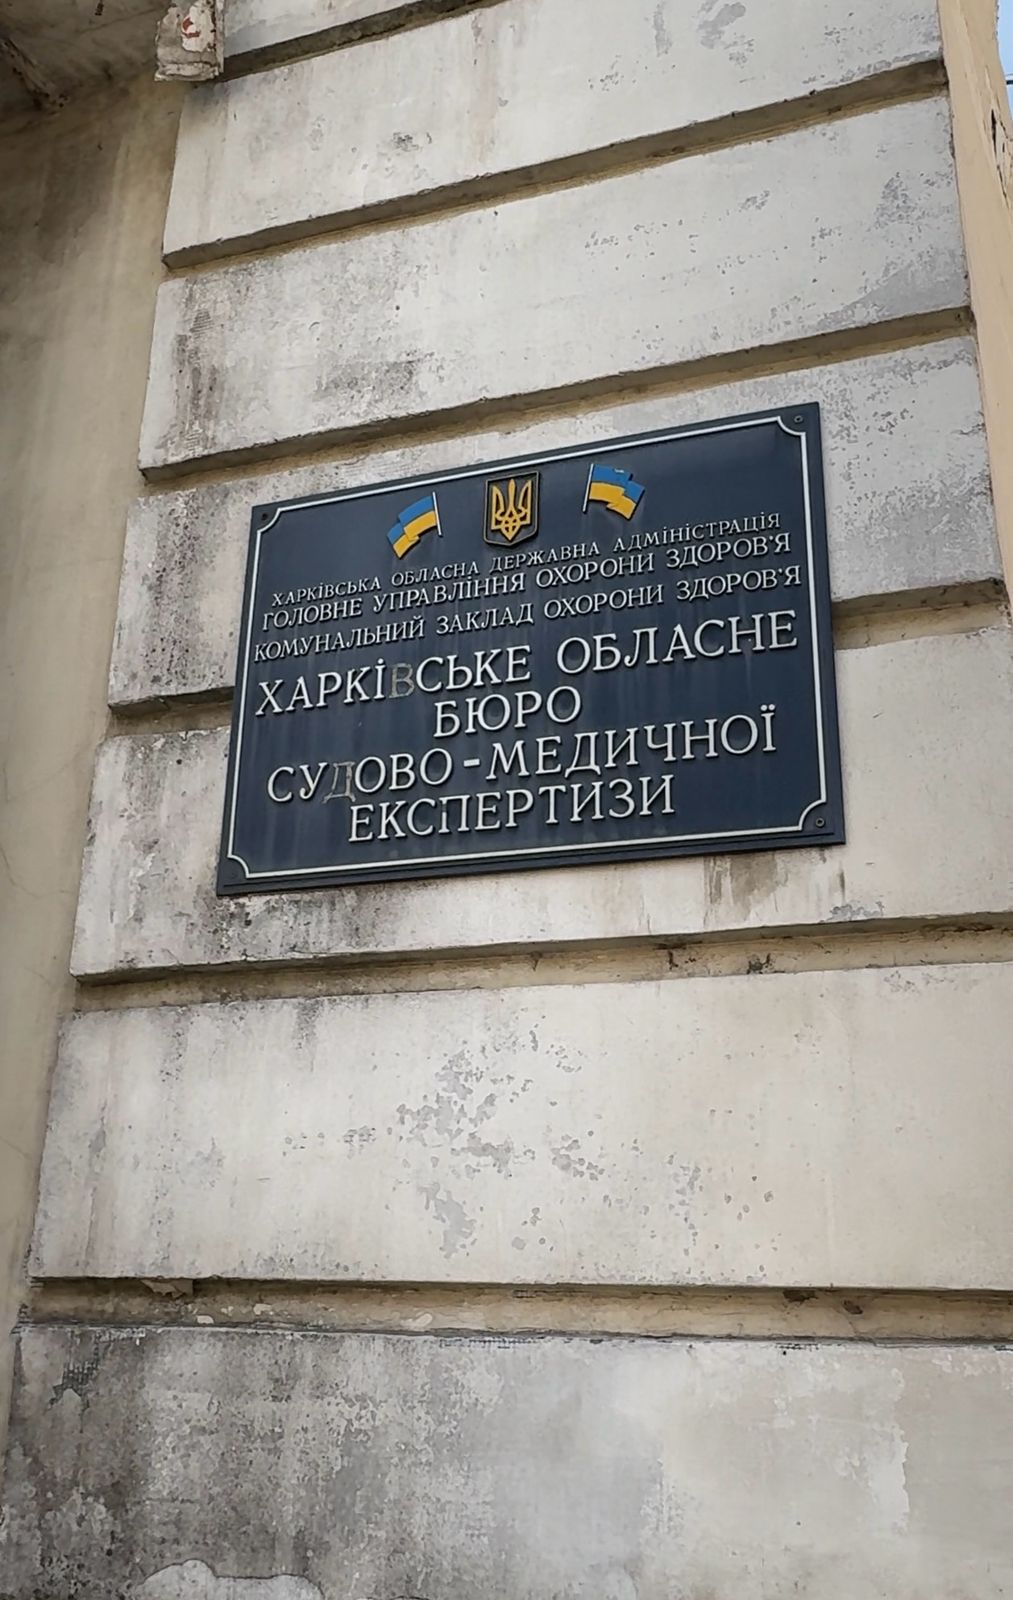 ХАРКІВСЬКА ОБЛАСНА ДЕРЖАВНА АДМІНІСТРАЦІЯ
ГОЛОВНЕ УПРАВЛІННЯ ОХОРОНИ ЗДОРОВ'Я
КОМУНАЛЬНИЙ ЗАКЛАД ОХОРОНИ ЗДОРОВ'Я
ХАРКІВСЬКЕ ОБЛАСНЕ
БЮРО
СУДОВО-МЕДИЧНОЇ
ЕКСПЕРТИЗИ